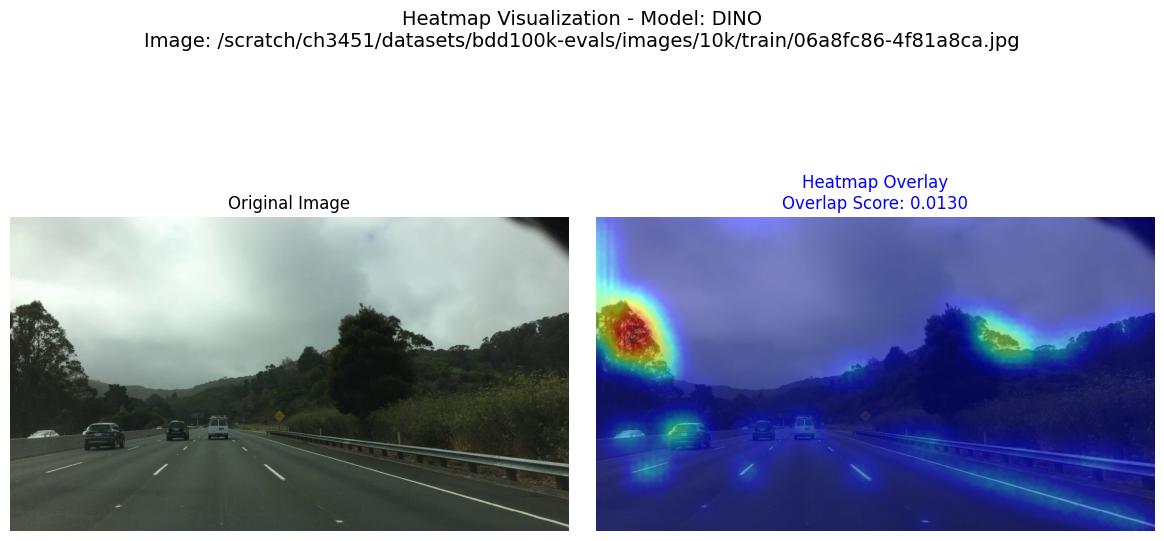 Heatmap Visualization - Model: DINO
Image: /scratch/ch3451/datasets/bdd100k-evals/images/10k/train/06a8fc86-4f81a8ca.jpg
Original Image
Heatmap Overlay
Overlap Score: 0.0130